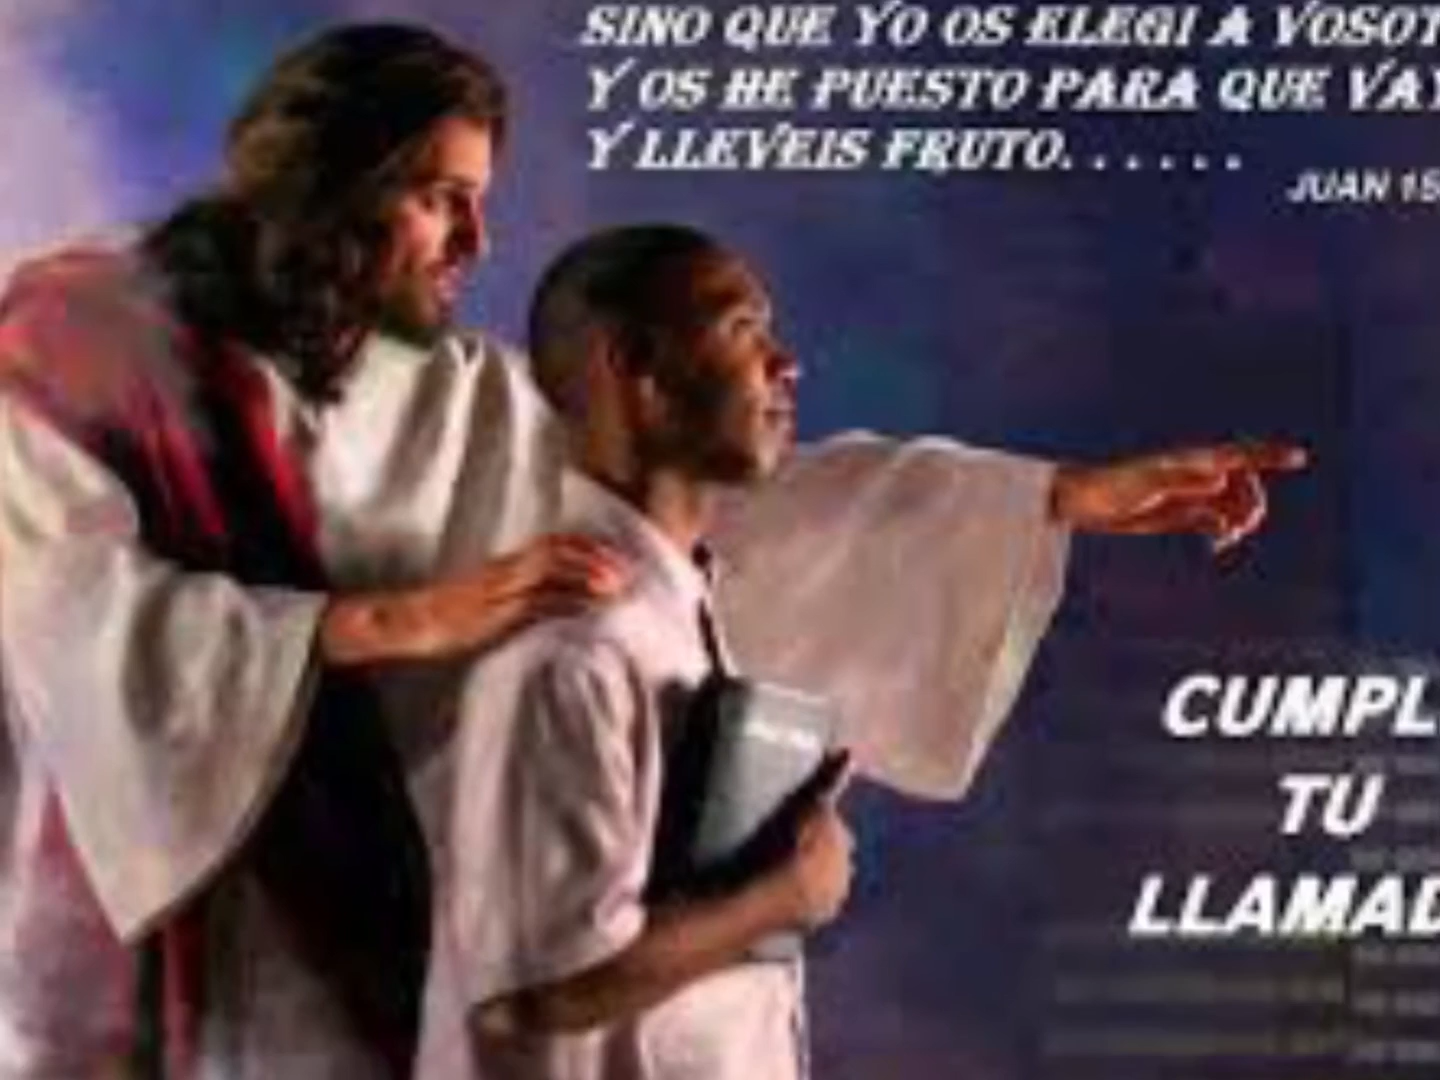 SINO QUE YO OS ELEGI A VOSOT
Y OS HE PUESTO PARA QUE VAY
Y LLEVEIS FRUTO. . . . . .
JUAN 15
CUMPL
TU
LLAMAD